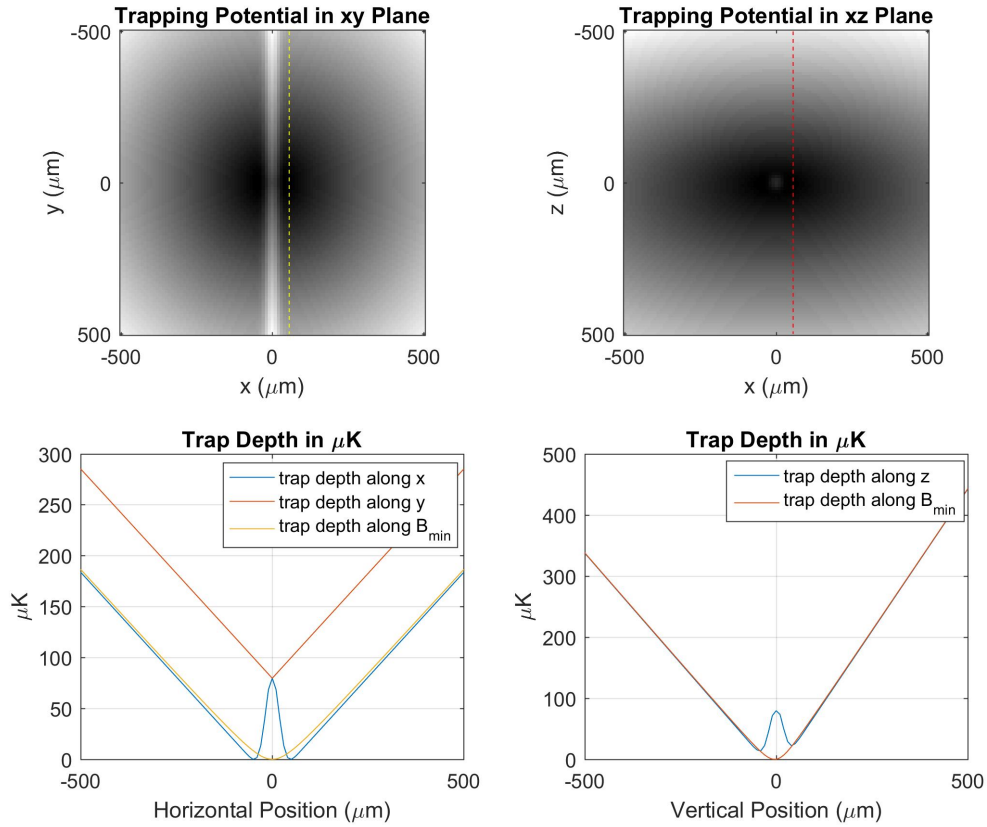 Trapping Potential in xy Plane
-500
0
500
y (μm)
-500
0
500
x (μm)
Trapping Potential in xz Plane
-500
0
500
z (μm)
-500
0
500
x (μm)
Trap Depth in μK
300
250
200
150
100
50
0
μK
trap depth along x
trap depth along y
trap depth along Bmin
-500
0
500
Horizontal Position (μm)
Trap Depth in μK
500
400
300
200
100
0
μK
trap depth along z
trap depth along Bmin
-500
0
500
Vertical Position (μm)